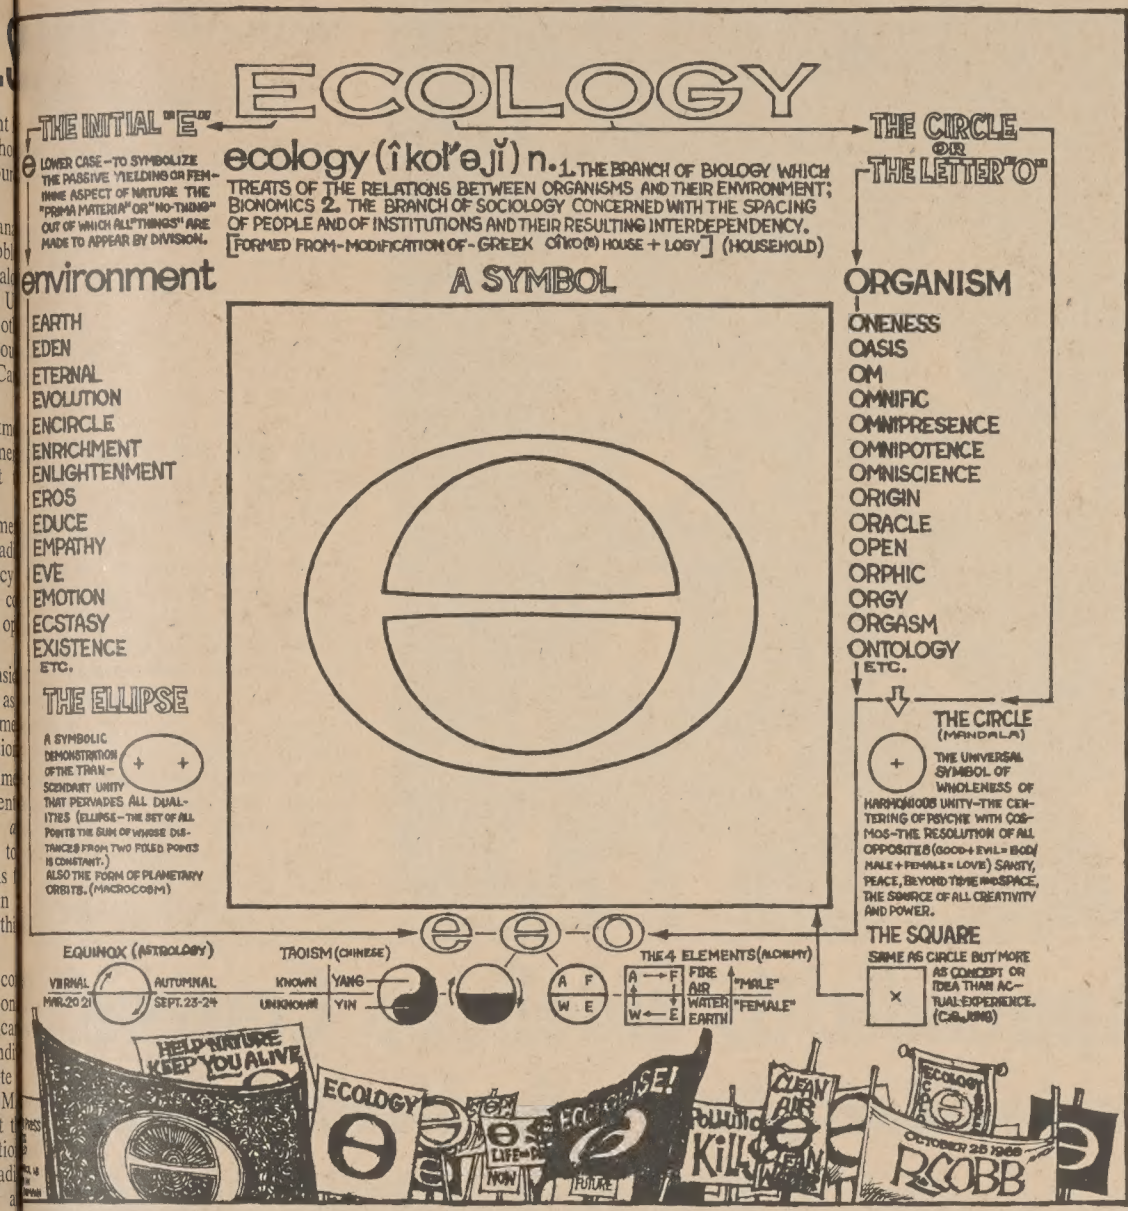 ECOLOGY
THE INITIAL "E"
e LOWER CASE-TO SYMBOLIZE
THE PASSIVE YIELDING OR FEM-
ININE ASPECT OF NATURE THE
"PRIMA MATERIA" OR "NO-THING"
OUT OF WHICH ALL "THINGS" ARE
MADE TO APPEAR BY DIVISION.
environment
EARTH
EDEN
ETERNAL
EVOLUTION
ENCIRCLE
ENRICHMENT
ENLIGHTENMENT
EROS
EDUCE
EMPATHY
EVE
EMOTION
ECSTASY
EXISTENCE
ETC.
THE ELLIPSE
A SYMBOLIC
DEMONSTRATION
OF THE TRAN-
SCENDANT UNITY
THAT PERVADES ALL DUAL-
ITIES (ELLIPSE-THE SET OF ALL
POINTS THE SUM OF WHOSE DIS-
TANCES FROM TWO FIXED POINTS
IS CONSTANT.)
ALSO THE FORM OF PLANETARY
ORBITS. (MACROCOSM)
ecology (îkol'əjĭ) n. 1. THE BRANCH OF BIOLOGY WHICH
TREATS OF THE RELATIONS BETWEEN ORGANISMS AND THEIR ENVIRONMENT;
BIONOMICS 2. THE BRANCH OF SOCIOLOGY CONCERNED WITH THE SPACING
OF PEOPLE AND OF INSTITUTIONS AND THEIR RESULTING INTERDEPENDENCY.
[FORMED FROM-MODIFICATION OF-GREEK OÎKO(S) HOUSE + LOGY] (HOUSEHOLD)
A SYMBOL
THE CIRCLE
OR
THE LETTER "O"
ORGANISM
ONENESS
OASIS
OM
OMNIFIC
OMNIPRESENCE
OMNIPOTENCE
OMNISCIENCE
ORIGIN
ORACLE
OPEN
ORPHIC
ORGY
ORGASM
ONTOLOGY
ETC.
THE CIRCLE
(MANDALA)
THE UNIVERSAL
SYMBOL OF
WHOLENESS OF
HARMONIOUS UNITY-THE CEN-
TERING OF PSYCHE WITH COS-
MOS-THE RESOLUTION OF ALL
OPPOSITES (GOOD+EVIL=GOD/
MALE+FEMALE=LOVE) SANITY,
PEACE, BEYOND TIME AND SPACE,
THE SOURCE OF ALL CREATIVITY
AND POWER.
THE SQUARE
SAME AS CIRCLE BUT MORE
AS CONCEPT OR
IDEA THAN AC-
TUAL EXPERIENCE.
(C.G. JUNG)
e-Θ-O
EQUINOX (ASTROLOGY)
VERNAL AUTUMNAL
MAR.20 21 SEPT. 23-24
TAOISM (CHINESE)
KNOWN YANG
UNKNOWN YIN
A F
W E
THE 4 ELEMENTS (ALCHEMY)
A F
W E
FIRE
AIR
"MALE"
WATER
EARTH
"FEMALE"
HELP NATURE
KEEP YOU ALIVE
ECOLOGY
STOP!
LIFE
NOW
FUTURE
KILLS
CLEAN
AIR
CLEAN
WATER
ECOLOGY
OCTOBER 25 1969
R. COBB